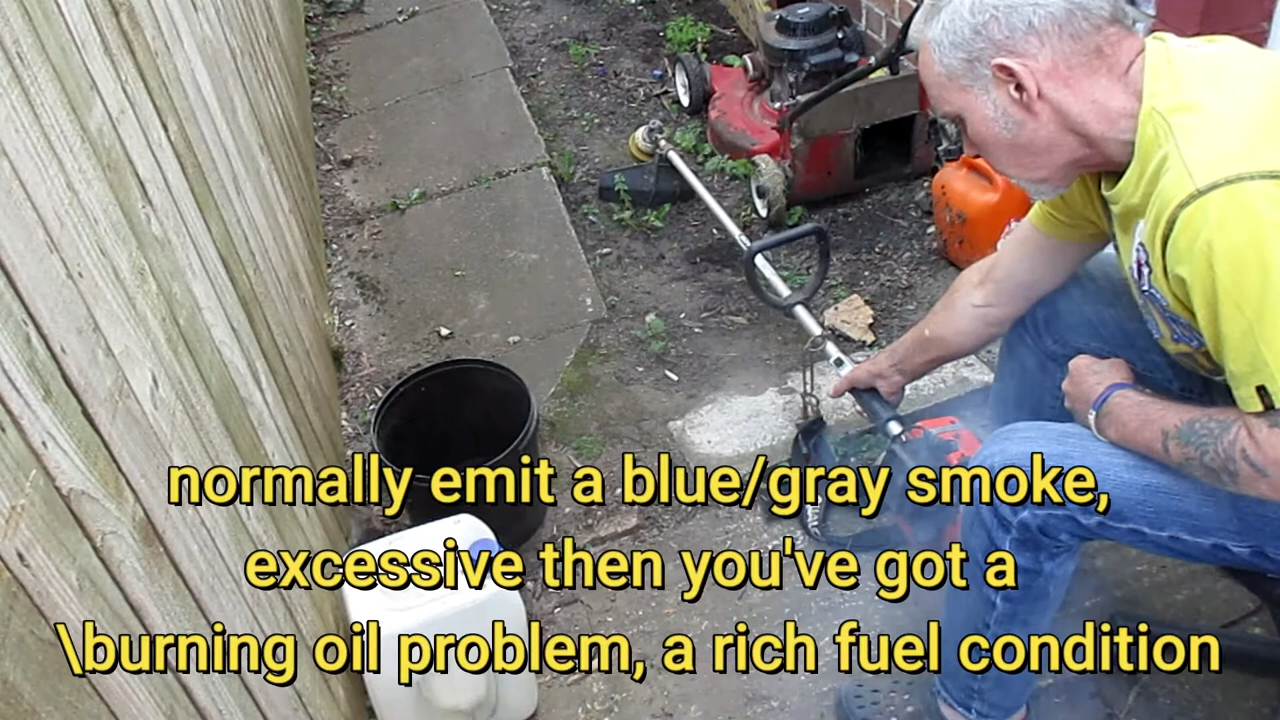 normally emit a blue/gray smoke,
excessive then you've got a
\burning oil problem, a rich fuel condition